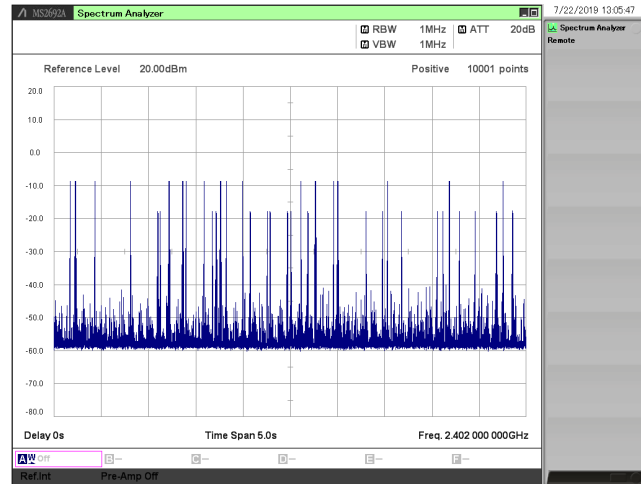 MS2692A Spectrum Analyzer
7/22/2019 13:05:47
M RBW 1MHz M ATT 20dB
M VBW 1MHz
Spectrum Analyzer
Remote
Reference Level 20.00dBm Positive 10001 points
20.0
10.0
0.0
-10.0
-20.0
-30.0
-40.0
-50.0
-60.0
-70.0
-80.0
Delay 0s Time Span 5.0s Freq. 2.402 000 000GHz
A W Off B-- C-- D-- E-- F--
Ref.Int Pre-Amp Off